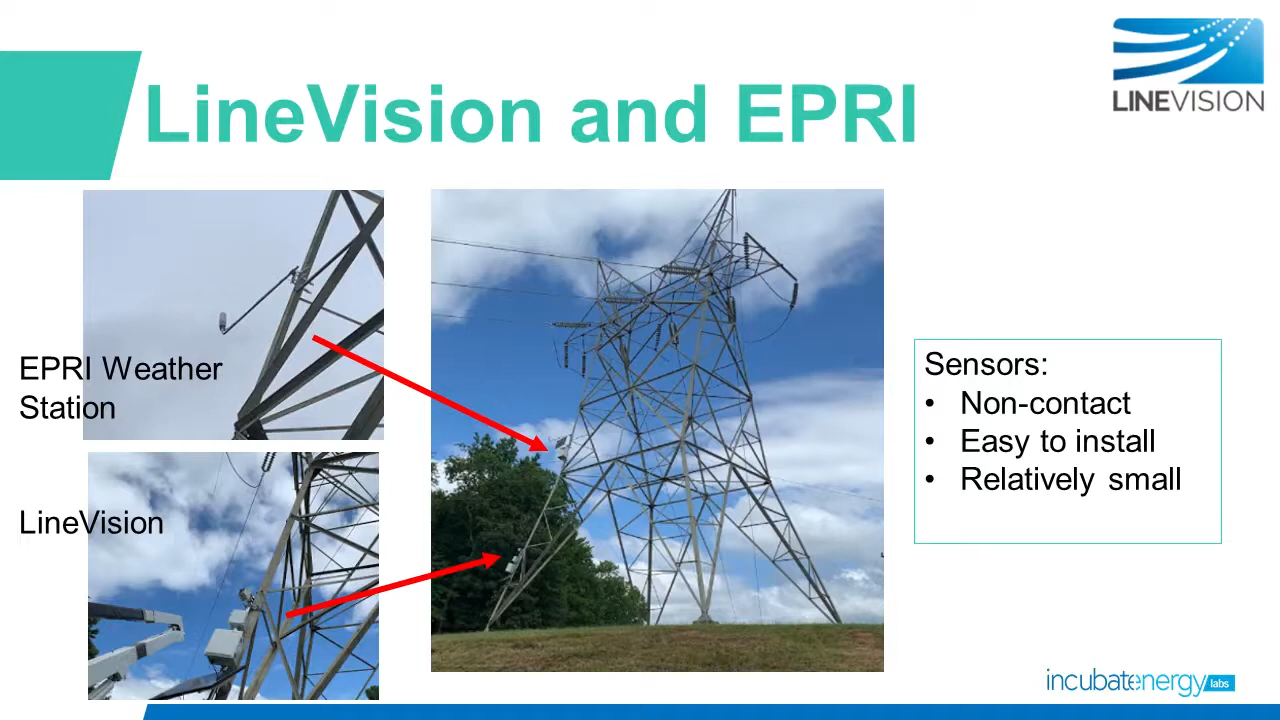 LINEVISION
LineVision and EPRI
EPRI Weather
Station
LineVision
Sensors:
• Non-contact
• Easy to install
• Relatively small
incubatenergy labs